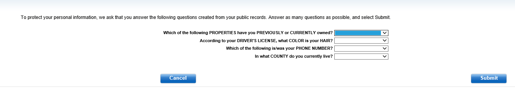 To protect your personal information, we ask that you answer the following questions created from your public records. Answer as many questions as possible, and select Submit.
Which of the following PROPERTIES have you PREVIOUSLY or CURRENTLY owned?
According to your DRIVER'S LICENSE, what COLOR is your HAIR?
Which of the following is/was your PHONE NUMBER?
In what COUNTY do you currently live?
Cancel Submit